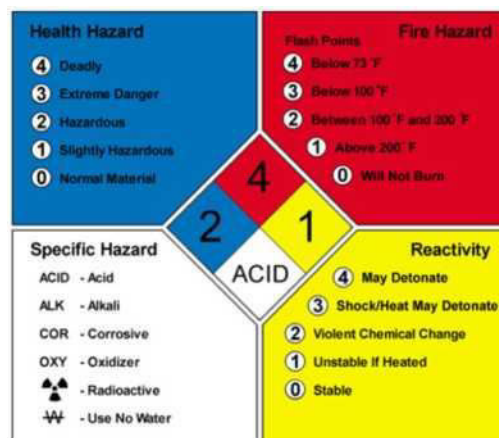 Health Hazard
4 Deadly
3 Extreme Danger
2 Hazardous
1 Slightly Hazardous
0 Normal Material
Fire Hazard
Flash Points
4 Below 73 °F
3 Below 100 °F
2 Between 100 °F and 200 °F
1 Above 200 °F
0 Will Not Burn
4
2
1
ACID
Specific Hazard
ACID - Acid
ALK - Alkali
COR - Corrosive
OXY - Oxidizer
- Radioactive
W - Use No Water
Reactivity
4 May Detonate
3 Shock/Heat May Detonate
2 Violent Chemical Change
1 Unstable If Heated
0 Stable